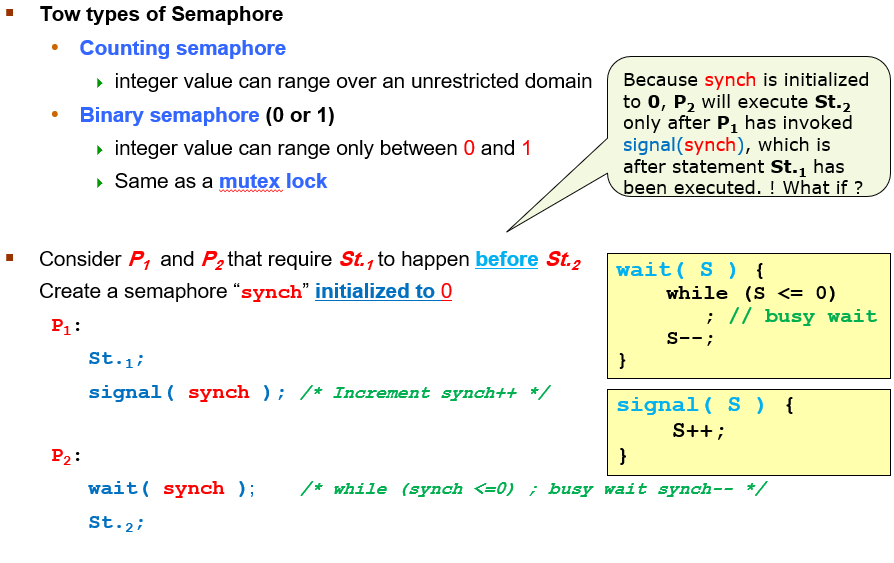 Tow types of Semaphore
Counting semaphore
integer value can range over an unrestricted domain
Binary semaphore (0 or 1)
integer value can range only between 0 and 1
Same as a mutex lock
Because synch is initialized
to 0, P2 will execute St.2
only after P1 has invoked
signal(synch), which is
after statement St.1 has
been executed. ! What if ?
Consider P1 and P2 that require St.1 to happen before St.2
Create a semaphore “synch” initialized to 0
P1:
St.1;
signal( synch ); /* Increment synch++ */
P2:
wait( synch ); /* while (synch <=0) ; busy wait synch-- */
St.2;
wait( S ) {
while (S <= 0)
; // busy wait
S--;
}
signal( S ) {
S++;
}